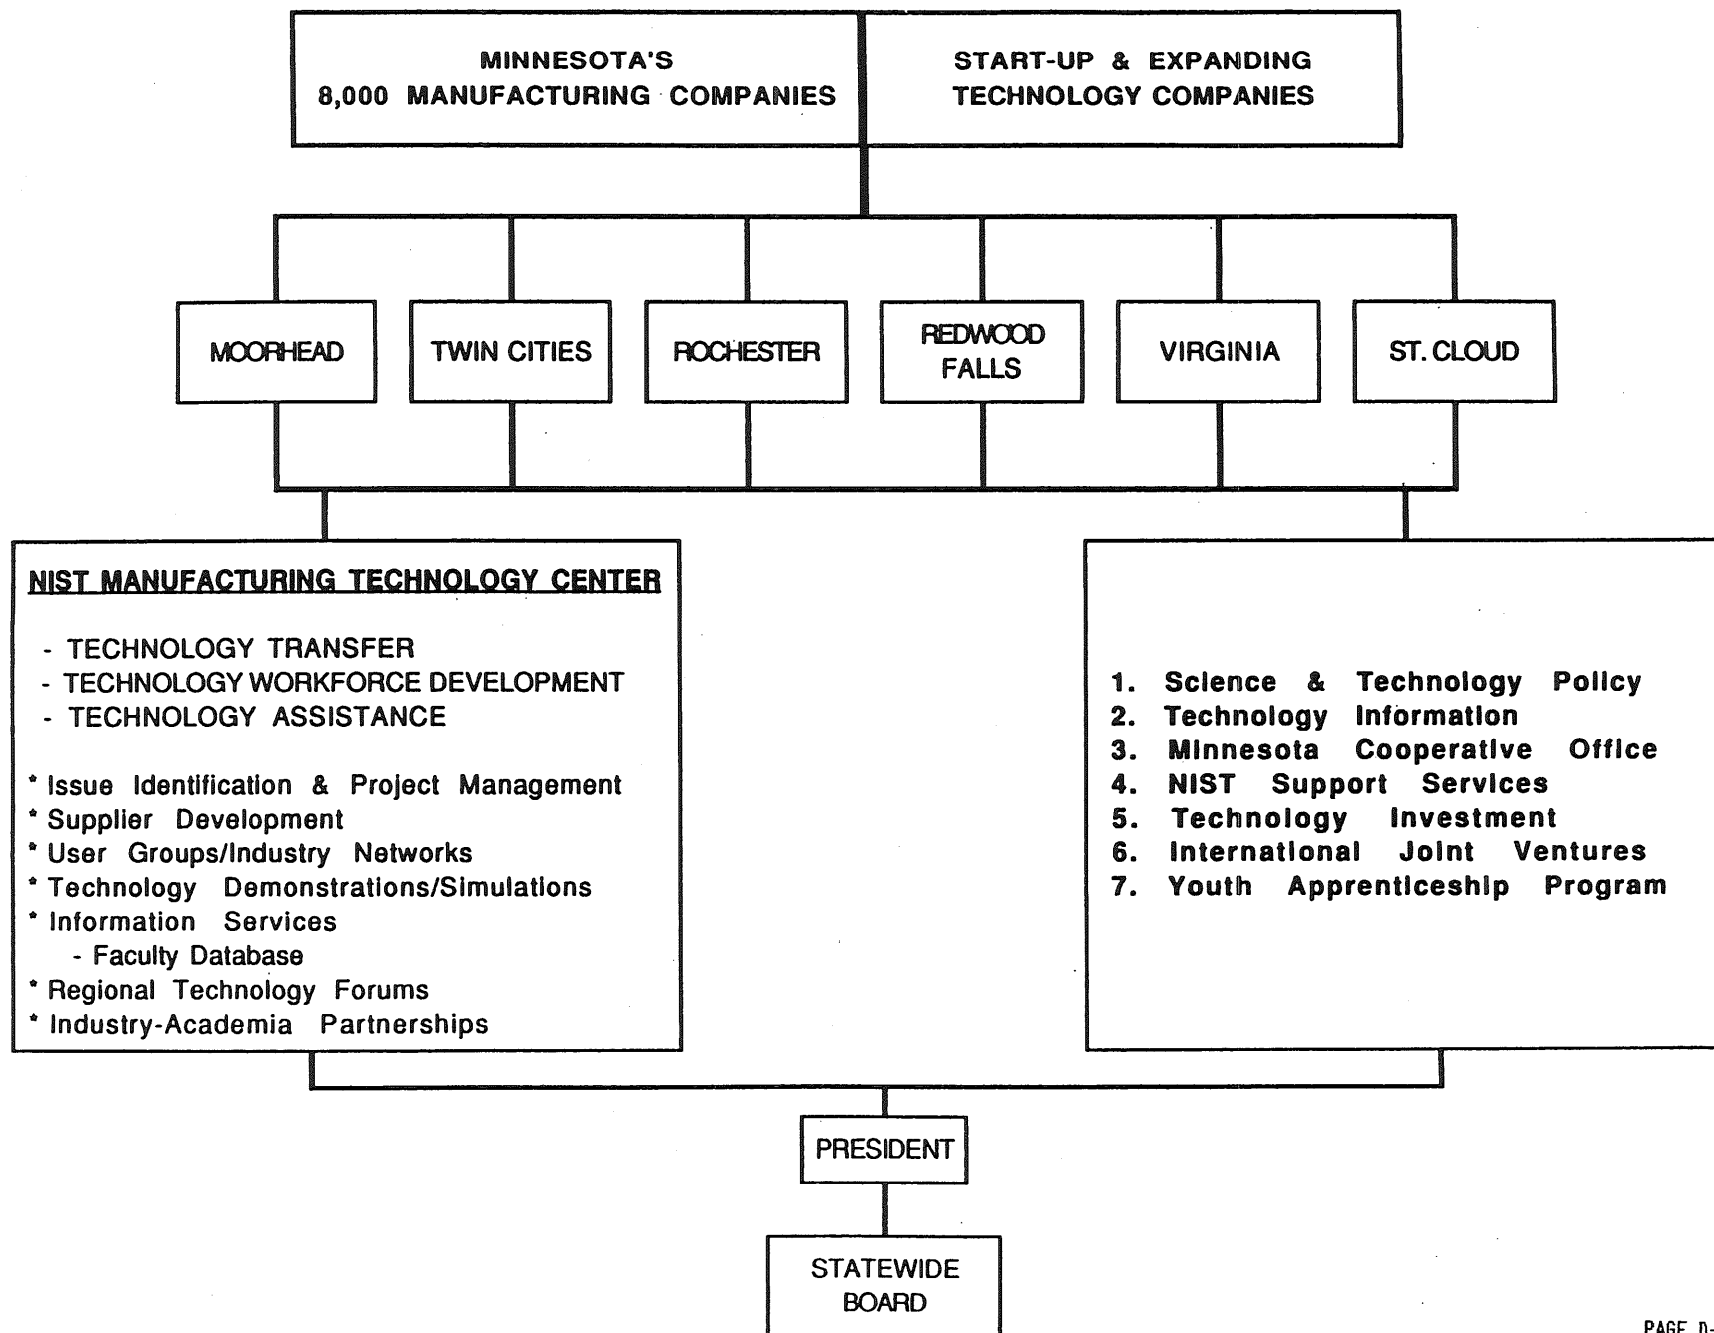 MINNESOTA'S
8,000 MANUFACTURING COMPANIES
START-UP & EXPANDING
TECHNOLOGY COMPANIES
MOORHEAD
TWIN CITIES
ROCHESTER
REDWOOD
FALLS
VIRGINIA
ST. CLOUD
NIST MANUFACTURING TECHNOLOGY CENTER
- TECHNOLOGY TRANSFER
- TECHNOLOGY WORKFORCE DEVELOPMENT
- TECHNOLOGY ASSISTANCE
* Issue Identification & Project Management
* Supplier Development
* User Groups/Industry Networks
* Technology Demonstrations/Simulations
* Information Services
- Faculty Database
* Regional Technology Forums
* Industry-Academia Partnerships
1. Science & Technology Policy
2. Technology Information
3. Minnesota Cooperative Office
4. NIST Support Services
5. Technology Investment
6. International Joint Ventures
7. Youth Apprenticeship Program
PRESIDENT
STATEWIDE
BOARD
PAGE D-